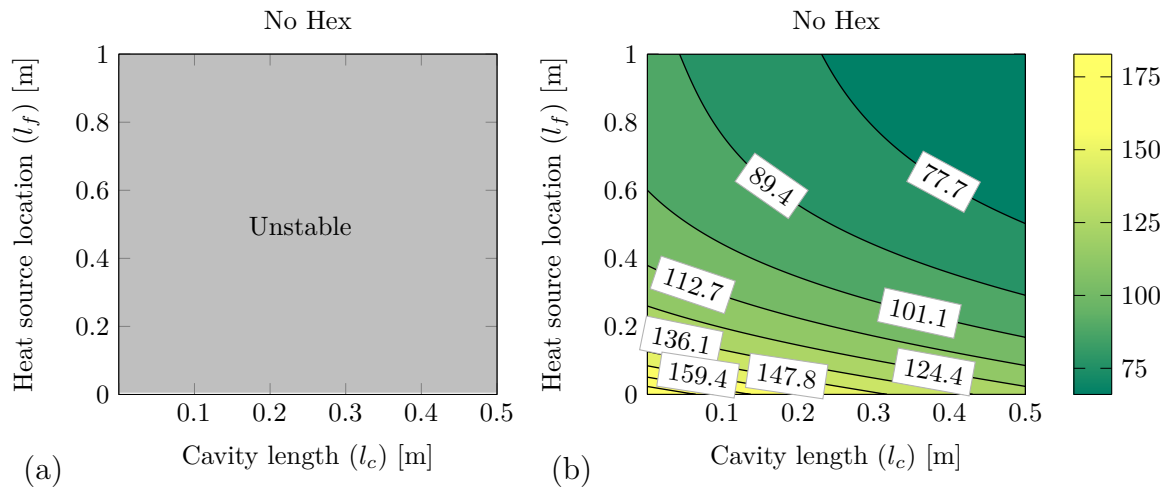 No Hex
1
0.8
0.6
0.4
0.2
0
Heat source location (l_f) [m]
Unstable
0.1 0.2 0.3 0.4 0.5
Cavity length (l_c) [m]
(a)
No Hex
1
0.8
0.6
0.4
0.2
0
Heat source location (l_f) [m]
77.7
89.4
112.7
101.1
136.1
124.4
159.4
147.8
0.1 0.2 0.3 0.4 0.5
Cavity length (l_c) [m]
(b)
175
150
125
100
75